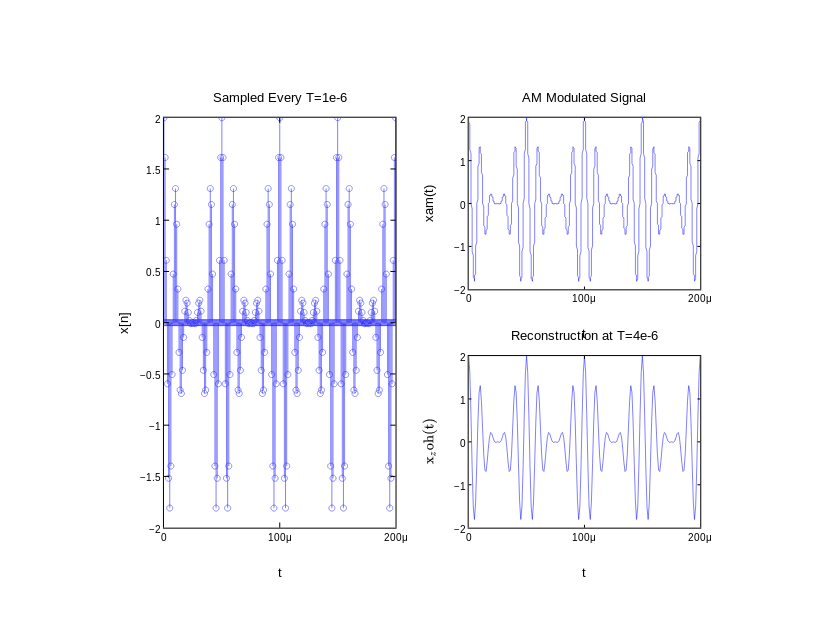 Sampled Every T=1e-6
x[n]
2
1.5
1
0.5
0
−0.5
−1
−1.5
−2
0
100μ
200μ
t
AM Modulated Signal
xam(t)
2
1
0
−1
−2
0
100μ
200μ
t
Reconstruction at T=4e-6
x_zoh(t)
2
1
0
−1
−2
0
100μ
200μ
t